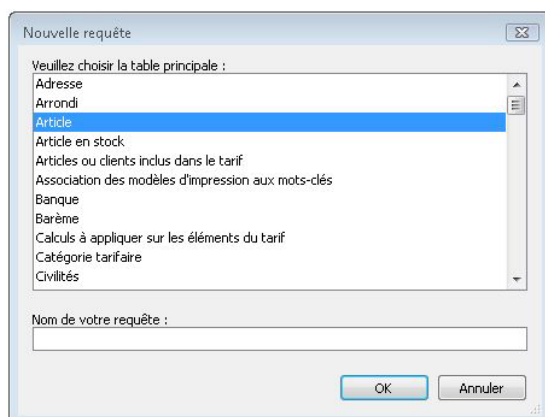 Nouvelle requête
Veuillez choisir la table principale :
Adresse
Arrondi
Article
Article en stock
Articles ou clients inclus dans le tarif
Association des modèles d'impression aux mots-clés
Banque
Barème
Calculs à appliquer sur les éléments du tarif
Catégorie tarifaire
Civilités
Nom de votre requête :
OK Annuler